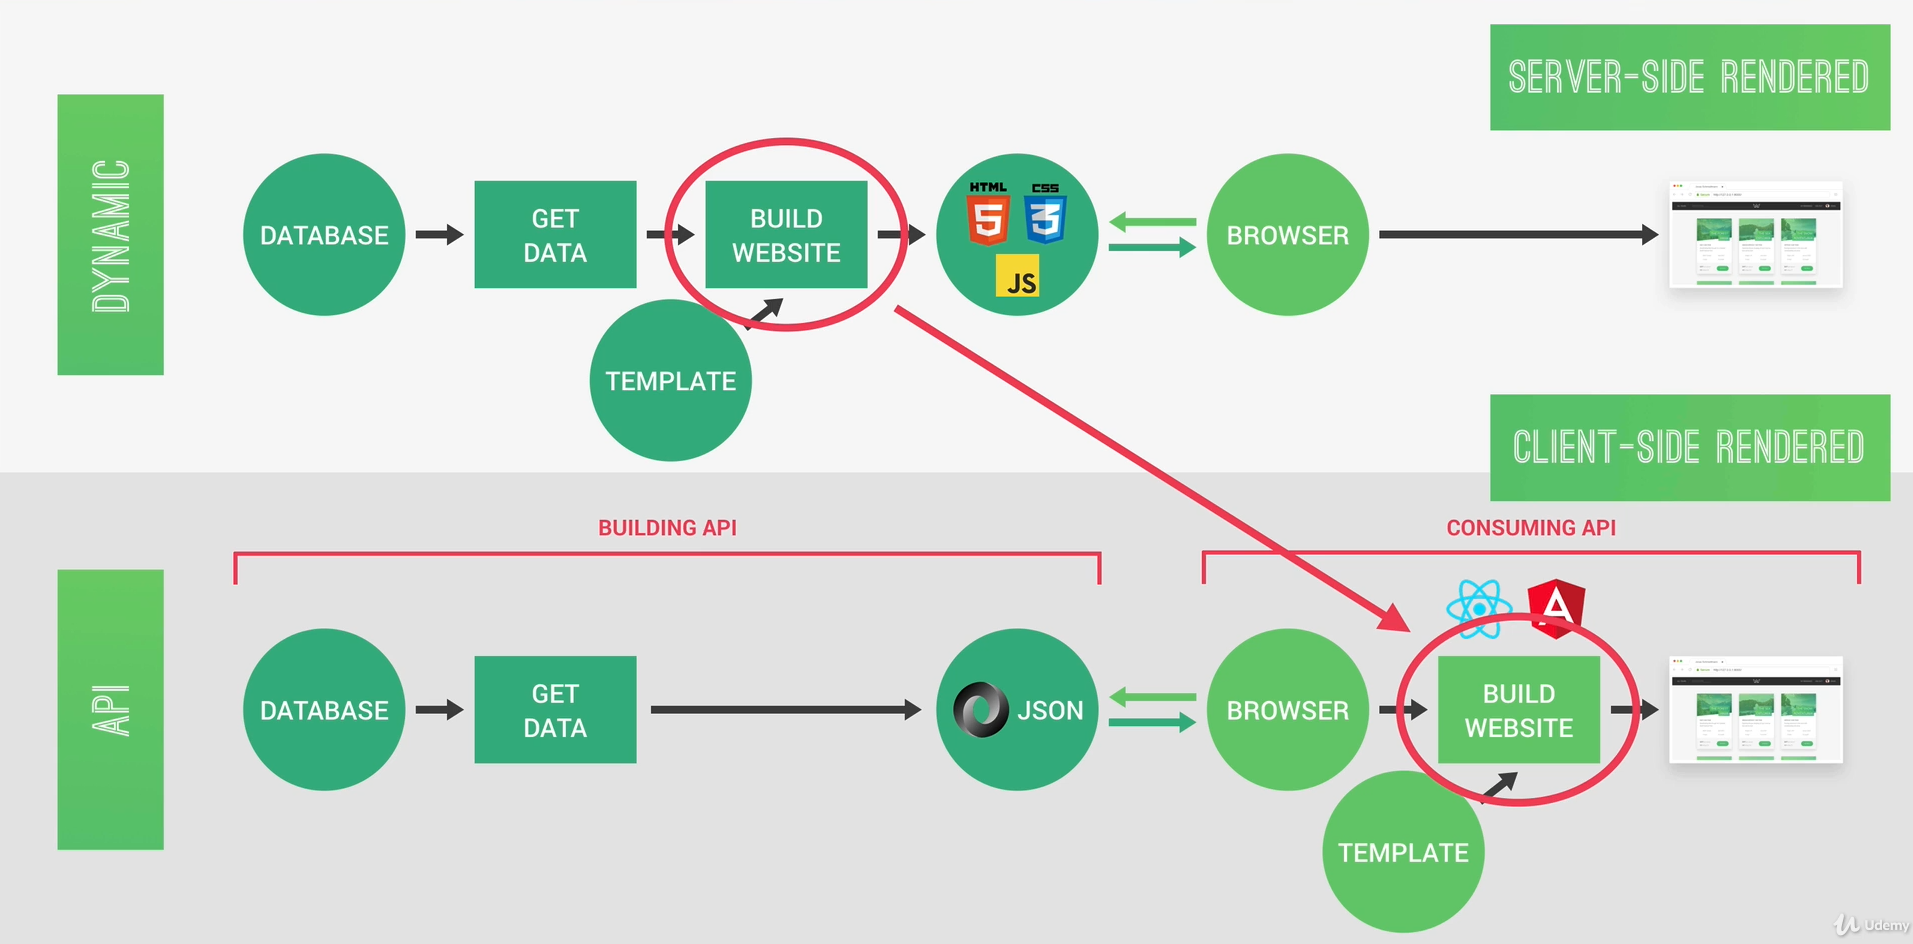 SERVER-SIDE RENDERED
DYNAMIC
DATABASE
GET
DATA
BUILD
WEBSITE
TEMPLATE
HTML
5
CSS
3
JS
BROWSER
CLIENT-SIDE RENDERED
BUILDING API
CONSUMING API
API
DATABASE
GET
DATA
JSON
BROWSER
A
BUILD
WEBSITE
TEMPLATE
Udemy